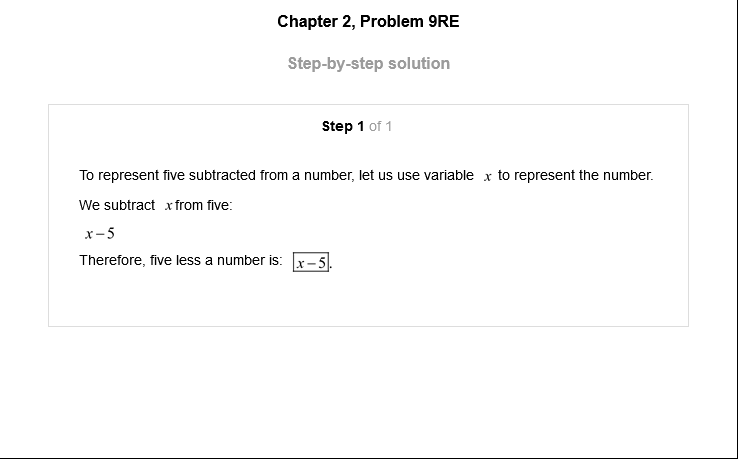 Chapter 2, Problem 9RE
Step-by-step solution
Step 1 of 1
To represent five subtracted from a number, let us use variable x to represent the number.
We subtract x from five:
x – 5
Therefore, five less a number is: x – 5.